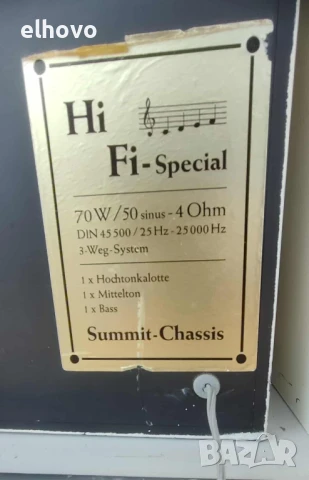 elhovo
Hi
Fi-Special
70 W/50 sinus - 4 Ohm
DIN 45 500 / 25 Hz - 25 000 Hz
3-Weg-System
1 x Hochtonkalotte
1 x Mittelton
1 x Bass
Summit-Chassis
BAZAR